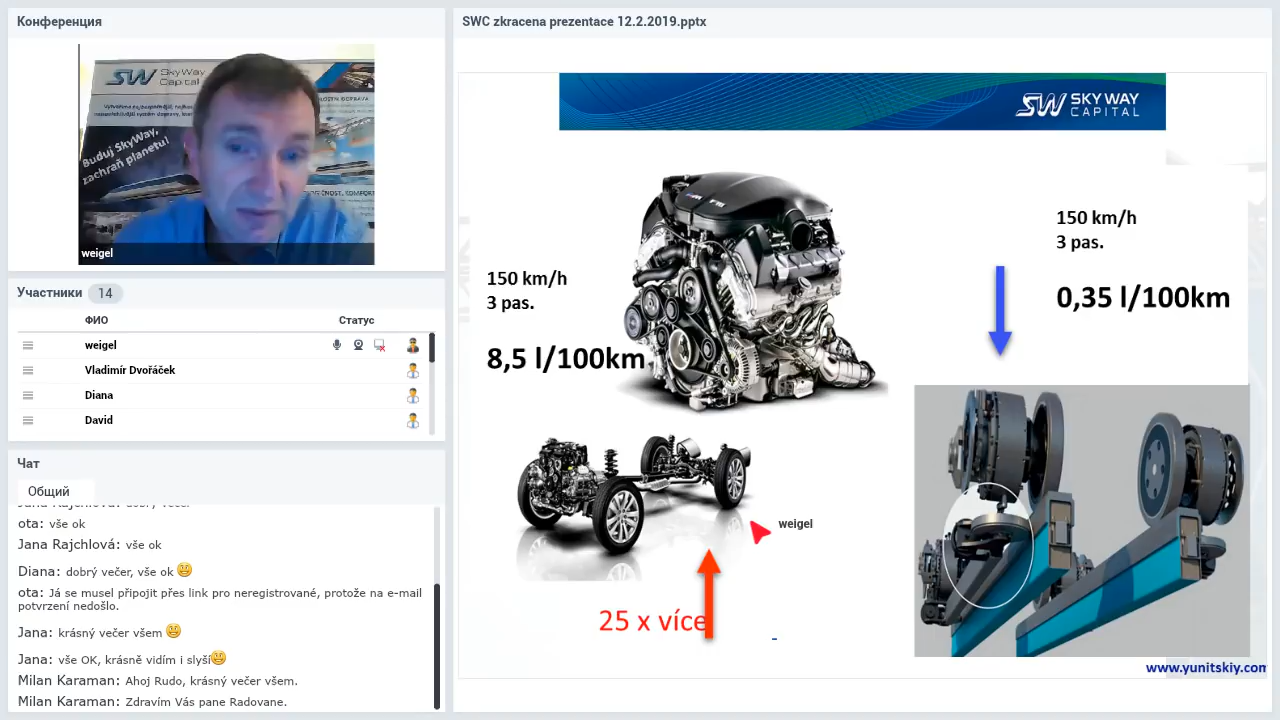 Конференция
SKY WAY
CAPITAL
Buduj SkyWay,
zachraň planetu!
weigel
Участники 14
ФИО Статус
weigel
Vladimír Dvořáček
Diana
David
Чат
Общий
ota: vše ok
Jana Rajchlová: vše ok
Diana: dobrý večer, vše ok
ota: Já se musel připojit přes link pro neregistrované, protože na e-mail
potvrzení nedošlo.
Jana: krásný večer všem
Jana: vše OK, krásně vidím i slyší
Milan Karaman: Ahoj Rudo, krásný večer všem.
Milan Karaman: Zdravím Vás pane Radovane.
SWC zkracena prezentace 12.2.2019.pptx
SW SKY WAY
CAPITAL
150 km/h
3 pas.
8,5 l/100km
150 km/h
3 pas.
0,35 l/100km
weigel
25 x více
www.yunitskiy.com